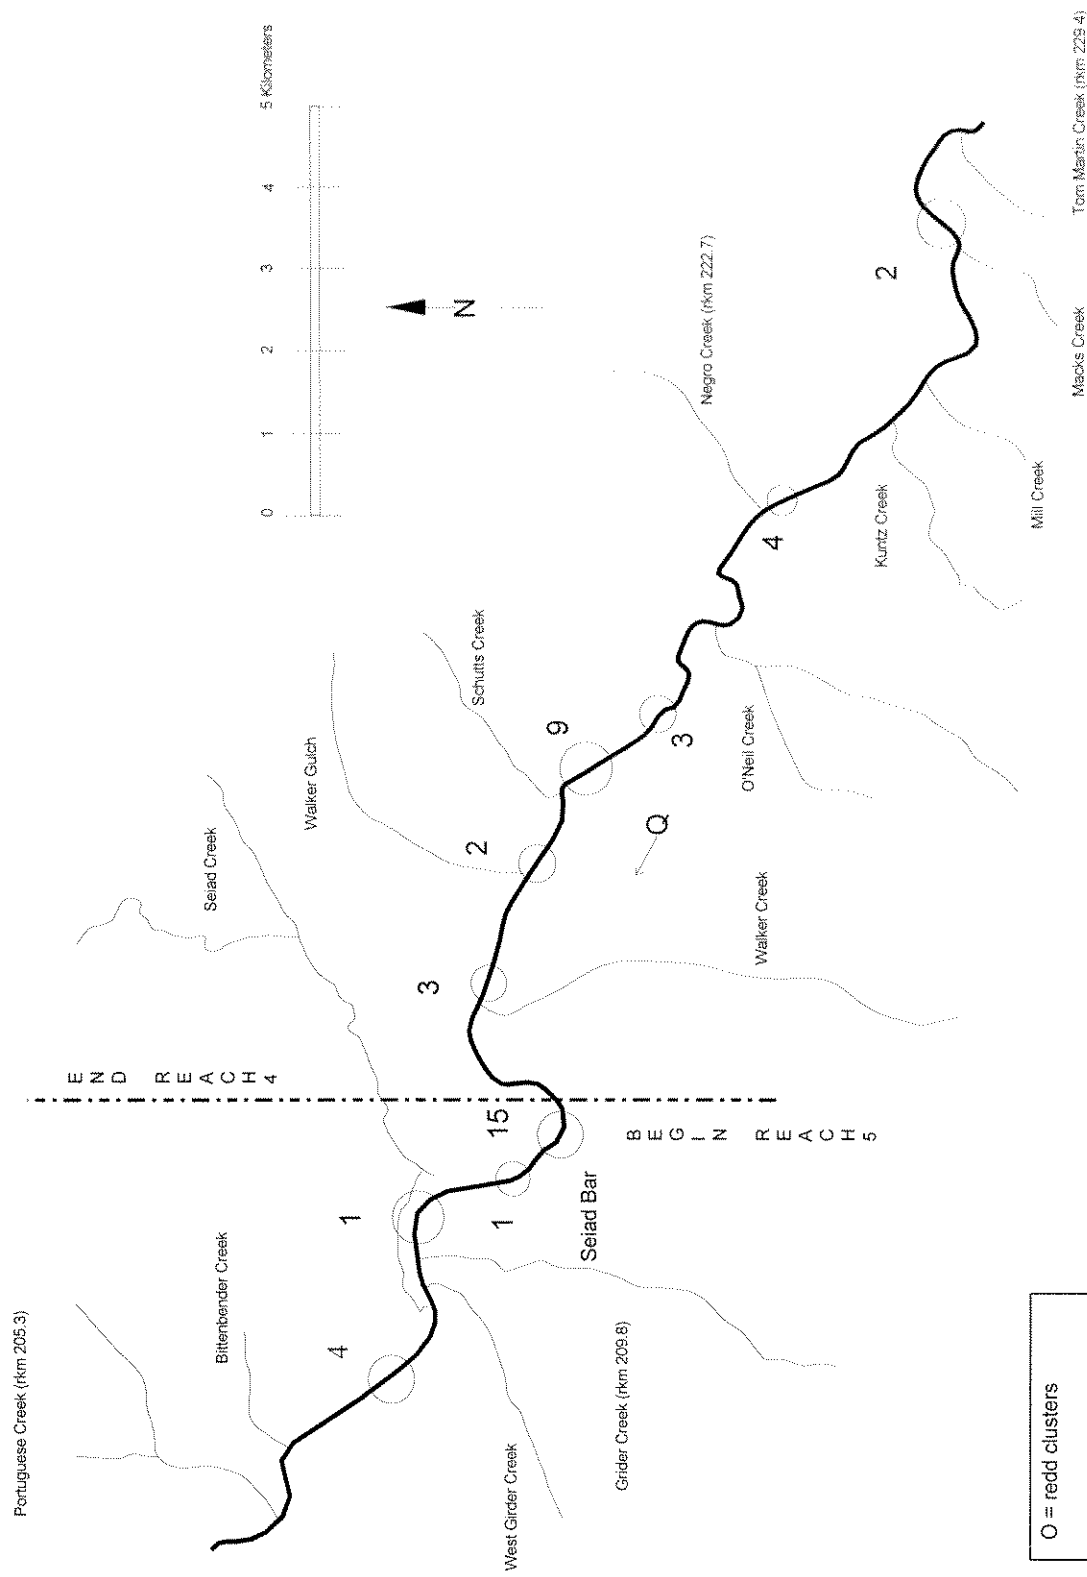 Portuguese Creek (rkm 205.3)
Bittenbender Creek
Seiad Creek
Walker Gulch
Schutts Creek
Negro Creek (rkm 222.7)
0 1 2 3 4 5 Kilometers
N
END REACH 4
BEGIN REACH 5
4
1
1
15
3
2
9
3
4
2
Q
Seiad Bar
West Girder Creek
Grider Creek (rkm 209.8)
Walker Creek
O'Neil Creek
Kuntz Creek
Mill Creek
Macks Creek
Tom Martin Creek (rkm 229.4)
O = redd clusters